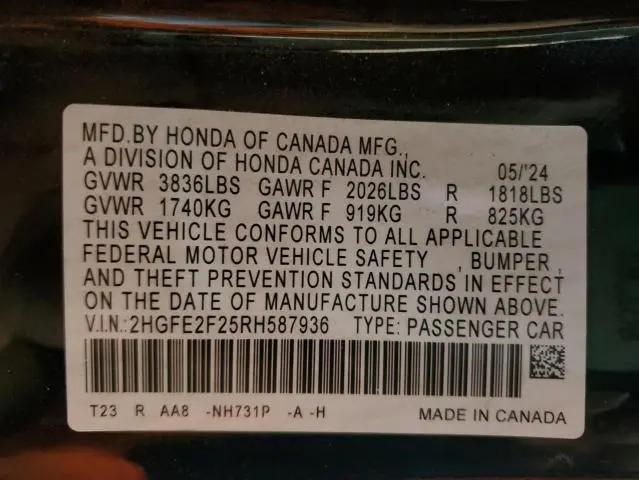 MFD.BY HONDA OF CANADA MFG.,
A DIVISION OF HONDA CANADA INC. 05/'24
GVWR 3836LBS GAWR F 2026LBS R 1818LBS
GVWR 1740KG GAWR F 919KG R 825KG
THIS VEHICLE CONFORMS TO ALL APPLICABLE
FEDERAL MOTOR VEHICLE SAFETY , BUMPER,
AND THEFT PREVENTION STANDARDS IN EFFECT
ON THE DATE OF MANUFACTURE SHOWN ABOVE.
V.I.N.:2HGFE2F25RH587936 TYPE: PASSENGER CAR
T23 R AA8 -NH731P -A -H MADE IN CANADA